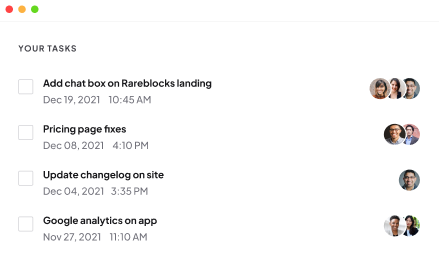 YOUR TASKS
Add chat box on Rareblocks landing
Dec 19, 2021 10:45 AM
Pricing page fixes
Dec 08, 2021 4:10 PM
Update changelog on site
Dec 04, 2021 3:35 PM
Google analytics on app
Nov 27, 2021 11:10 AM